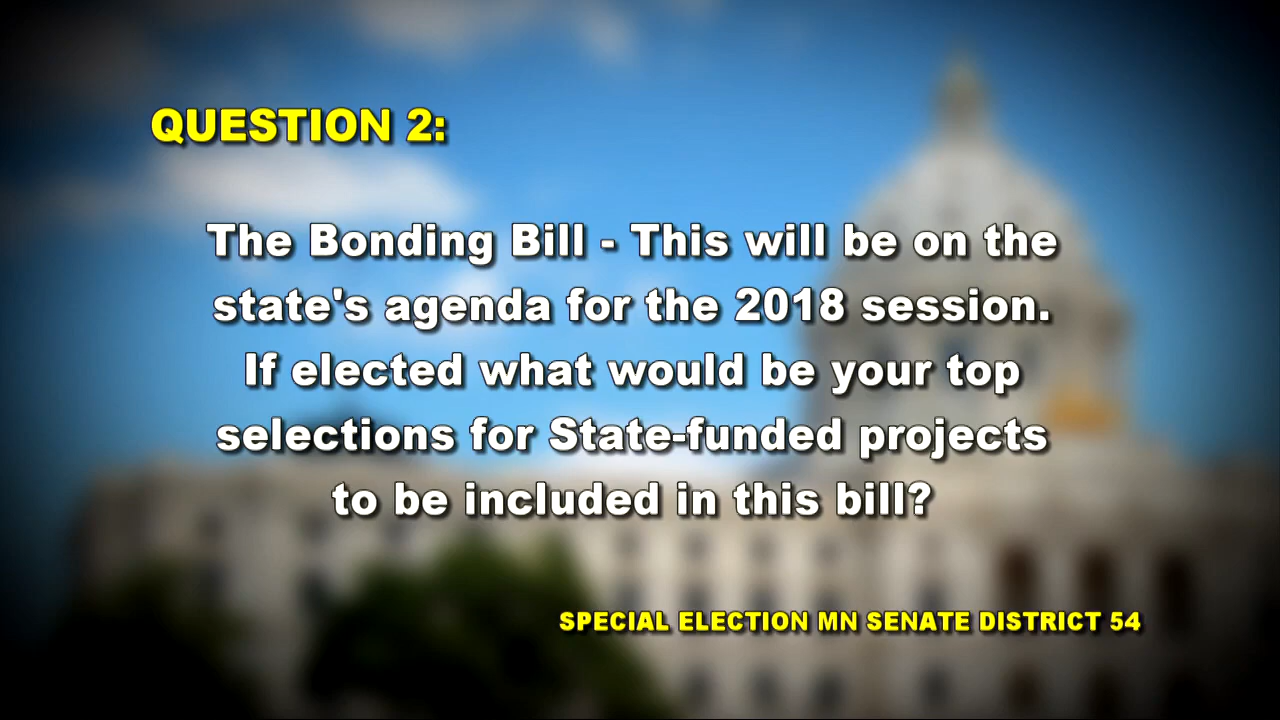 QUESTION 2:
The Bonding Bill - This will be on the
state's agenda for the 2018 session.
If elected what would be your top
selections for State-funded projects
to be included in this bill?
SPECIAL ELECTION MN SENATE DISTRICT 54